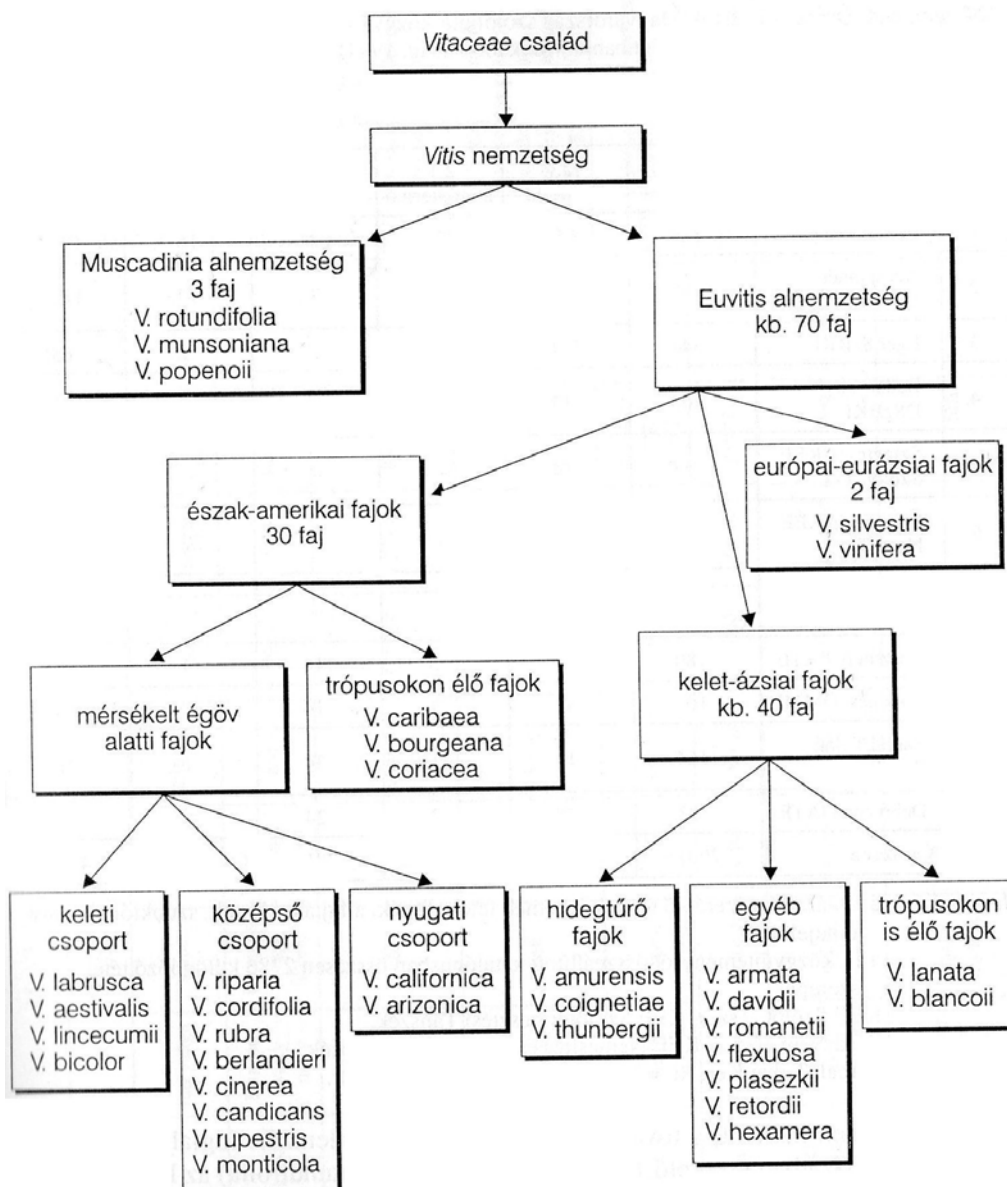 Vitaceae család
Vitis nemzetség
Muscadinia alnemzetség
3 faj
V. rotundifolia
V. munsoniana
V. popenoii
Euvitis alnemzetség
kb. 70 faj
észak-amerikai fajok
30 faj
európai-eurázsiai fajok
2 faj
V. silvestris
V. vinifera
mérsékelt égöv
alatti fajok
trópusokon élő fajok
V. caribaea
V. bourgeana
V. coriacea
kelet-ázsiai fajok
kb. 40 faj
keleti
csoport
V. labrusca
V. aestivalis
V. lincecumii
V. bicolor
középső
csoport
V. riparia
V. cordifolia
V. rubra
V. berlandieri
V. cinerea
V. candicans
V. rupestris
V. monticola
nyugati
csoport
V. californica
V. arizonica
hidegtűrő
fajok
V. amurensis
V. coignetiae
V. thunbergii
egyéb
fajok
V. armata
V. davidii
V. romanetii
V. flexuosa
V. piasezkii
V. retordii
V. hexamera
trópusokon
is élő fajok
V. lanata
V. blancoii